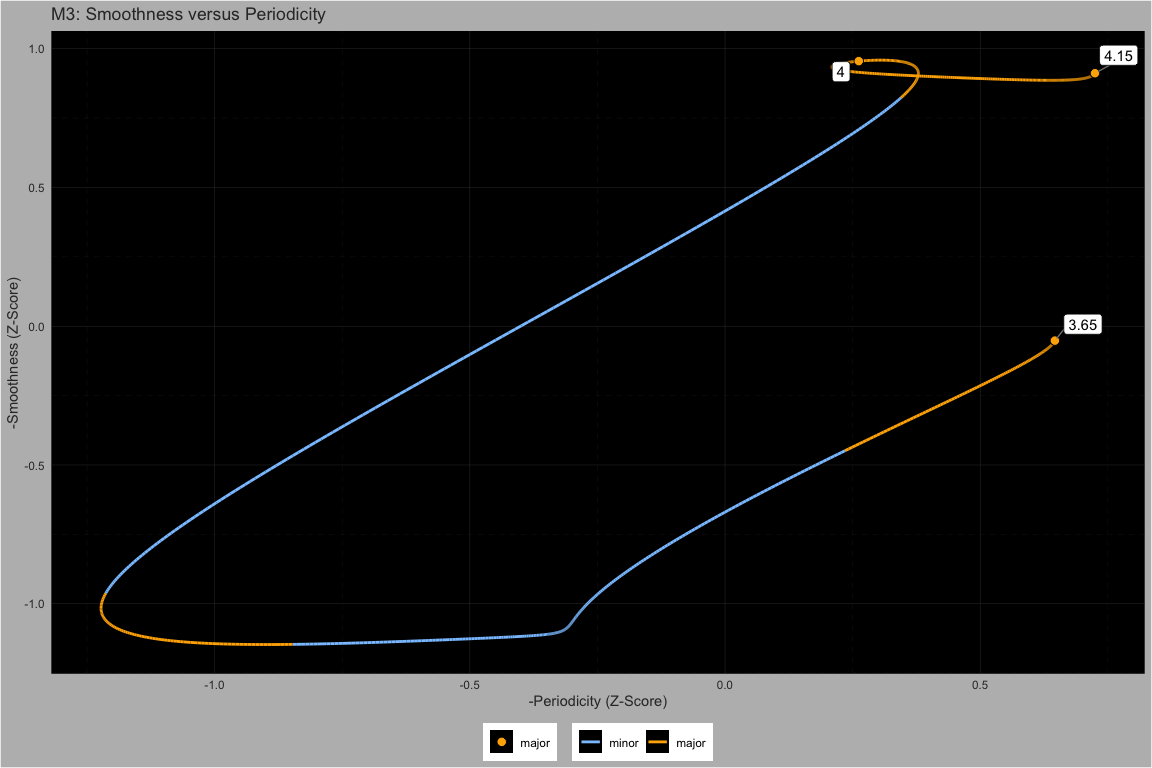 M3: Smoothness versus Periodicity
1.0
0.5
0.0
-0.5
-1.0
-Smoothness (Z-Score)
4.15
4
3.65
-1.0
-0.5
0.0
0.5
-Periodicity (Z-Score)
major
minor
major